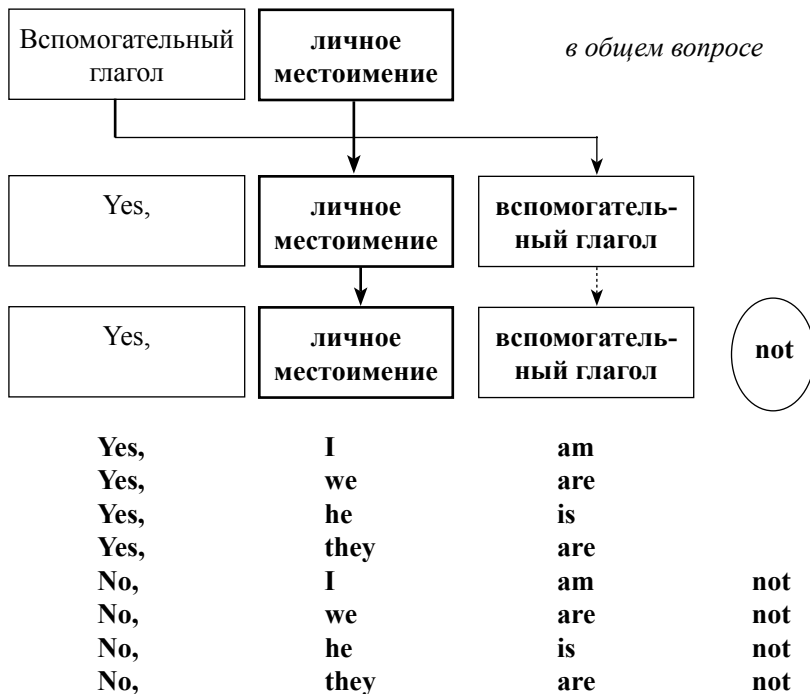 Вспомогательный
глагол
личное
местоимение
в общем вопросе
Yes,
личное
местоимение
вспомогатель-
ный глагол
Yes,
личное
местоимение
вспомогатель-
ный глагол
not
Yes, I am
Yes, we are
Yes, he is
Yes, they are
No, I am not
No, we are not
No, he is not
No, they are not